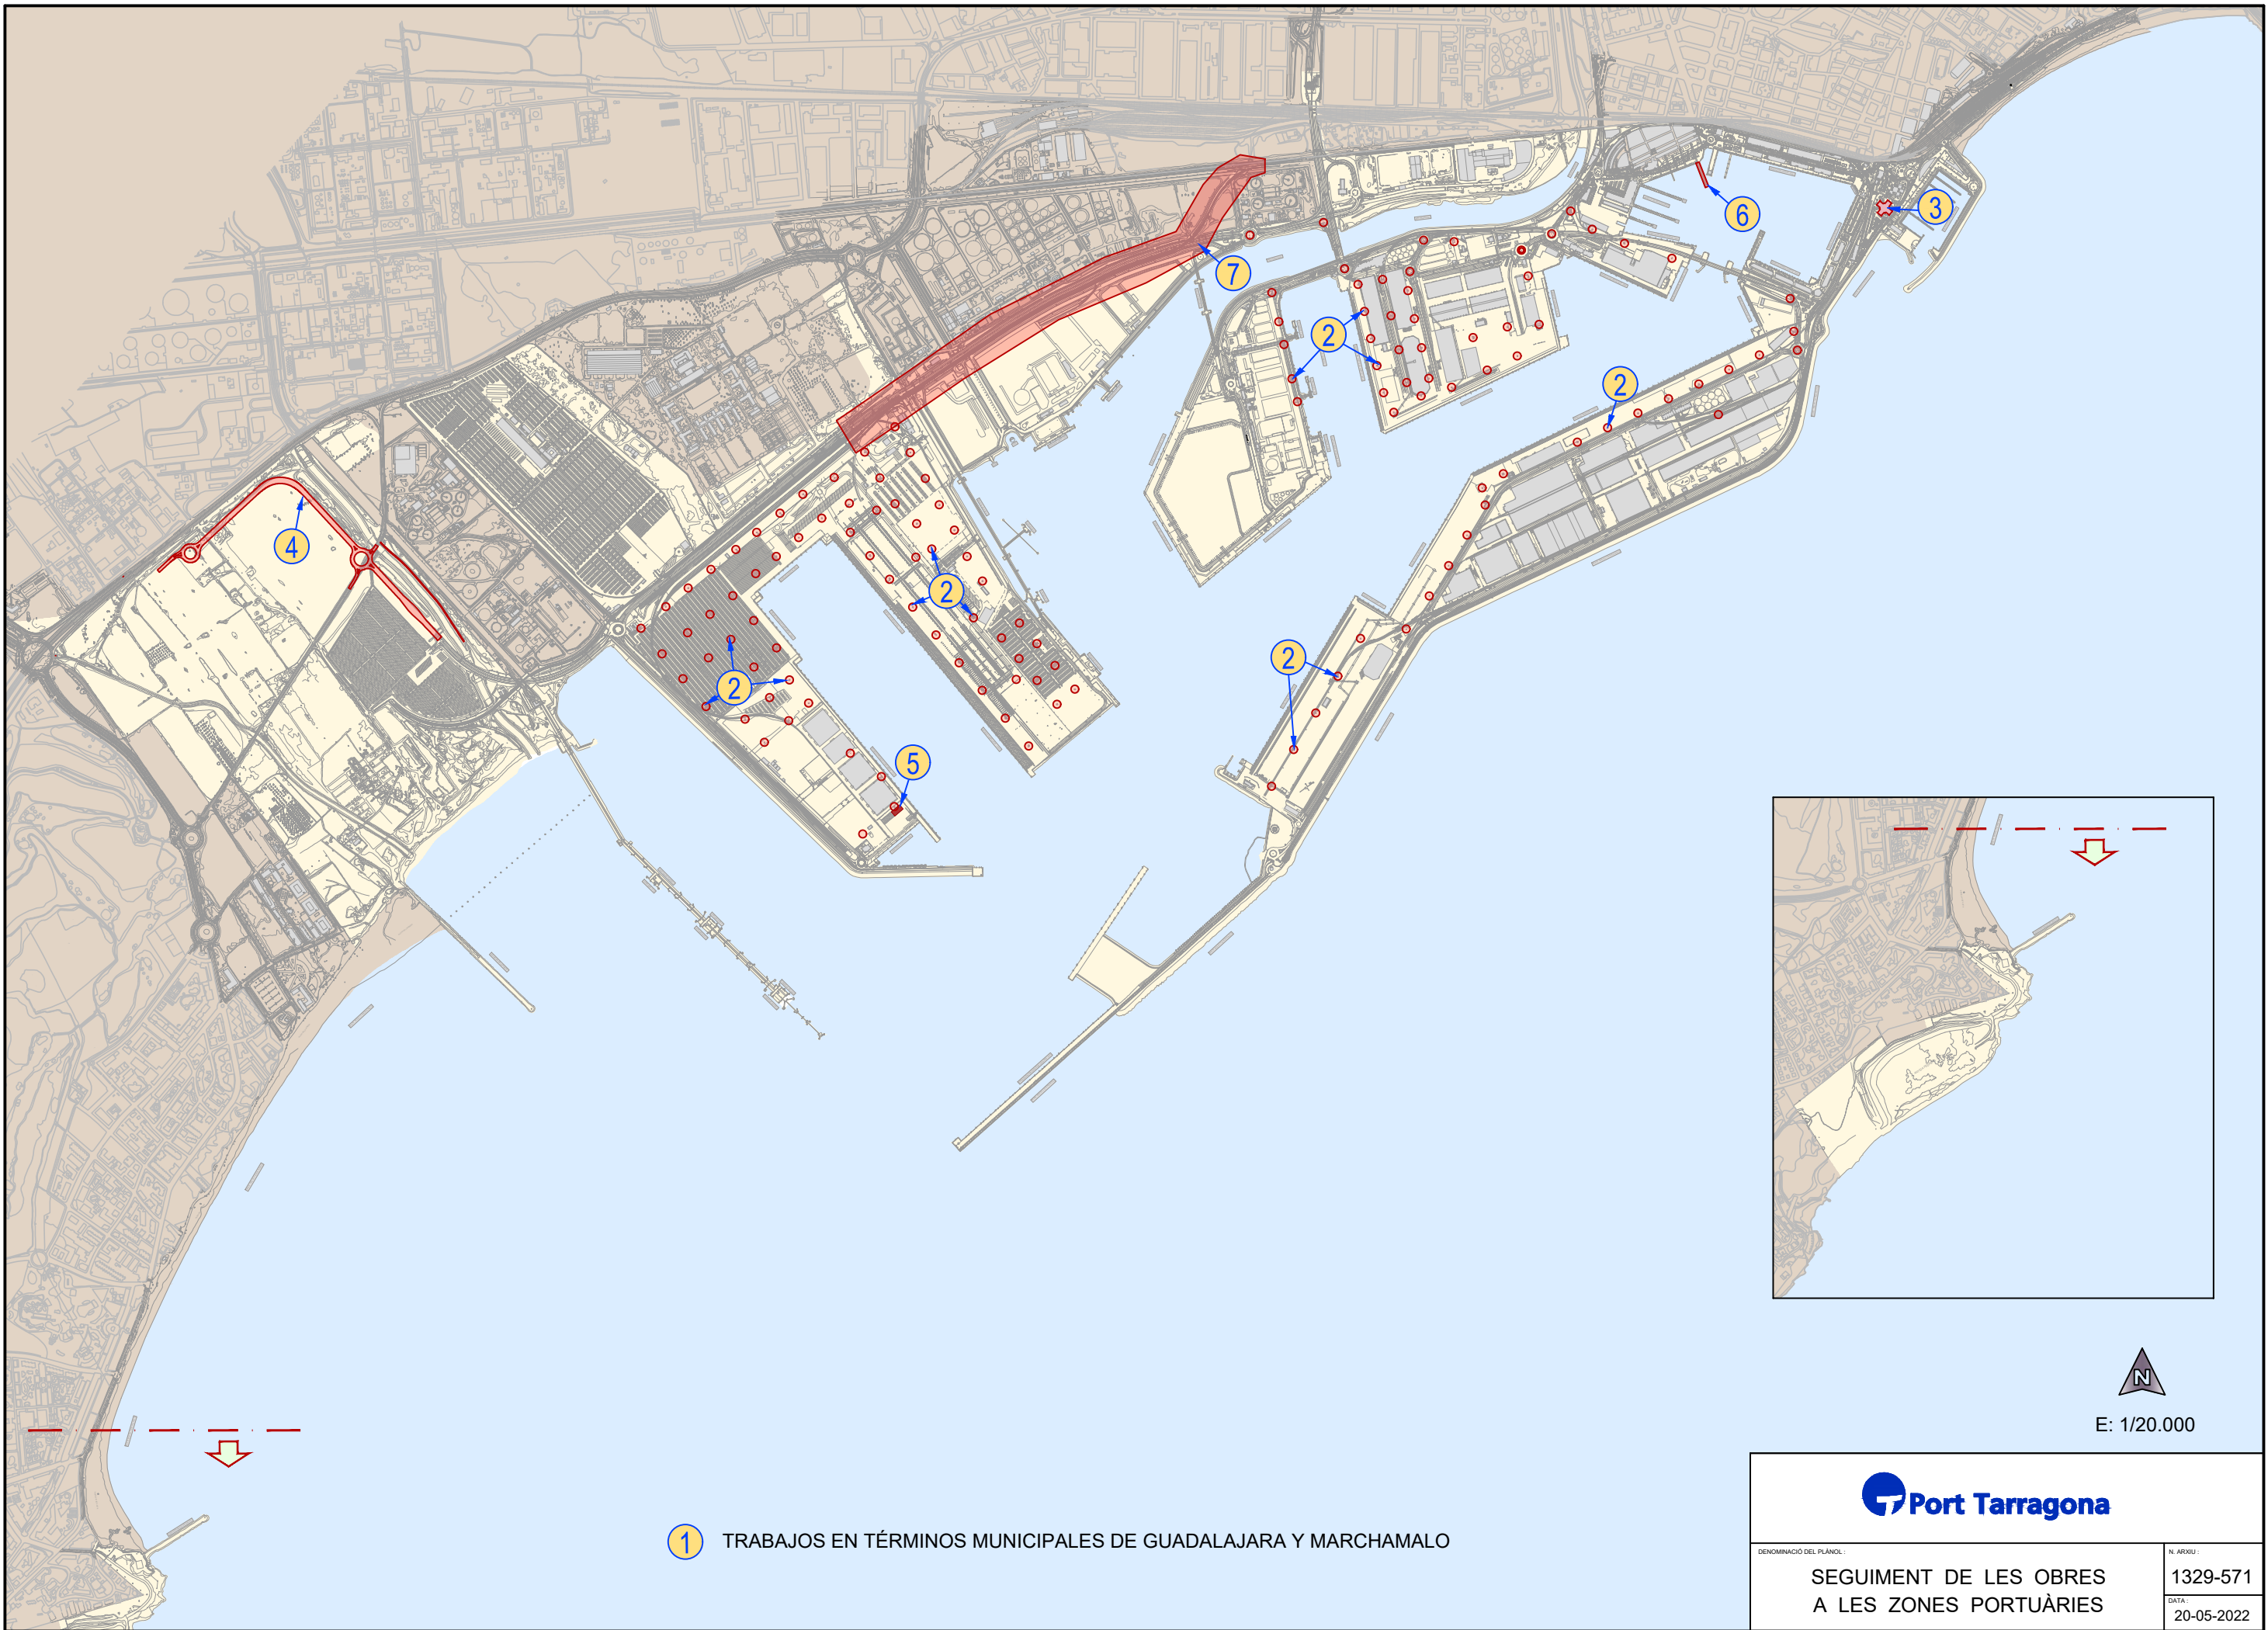 6
3
7
2
2
4
2
2
2
5
N
E: 1/20.000
Port Tarragona
1 TRABAJOS EN TÉRMINOS MUNICIPALES DE GUADALAJARA Y MARCHAMALO
DENOMINACIÓ DEL PLÀNOL :
SEGUIMENT DE LES OBRES
A LES ZONES PORTUÀRIES
N. ARXIU :
1329-571
DATA :
20-05-2022